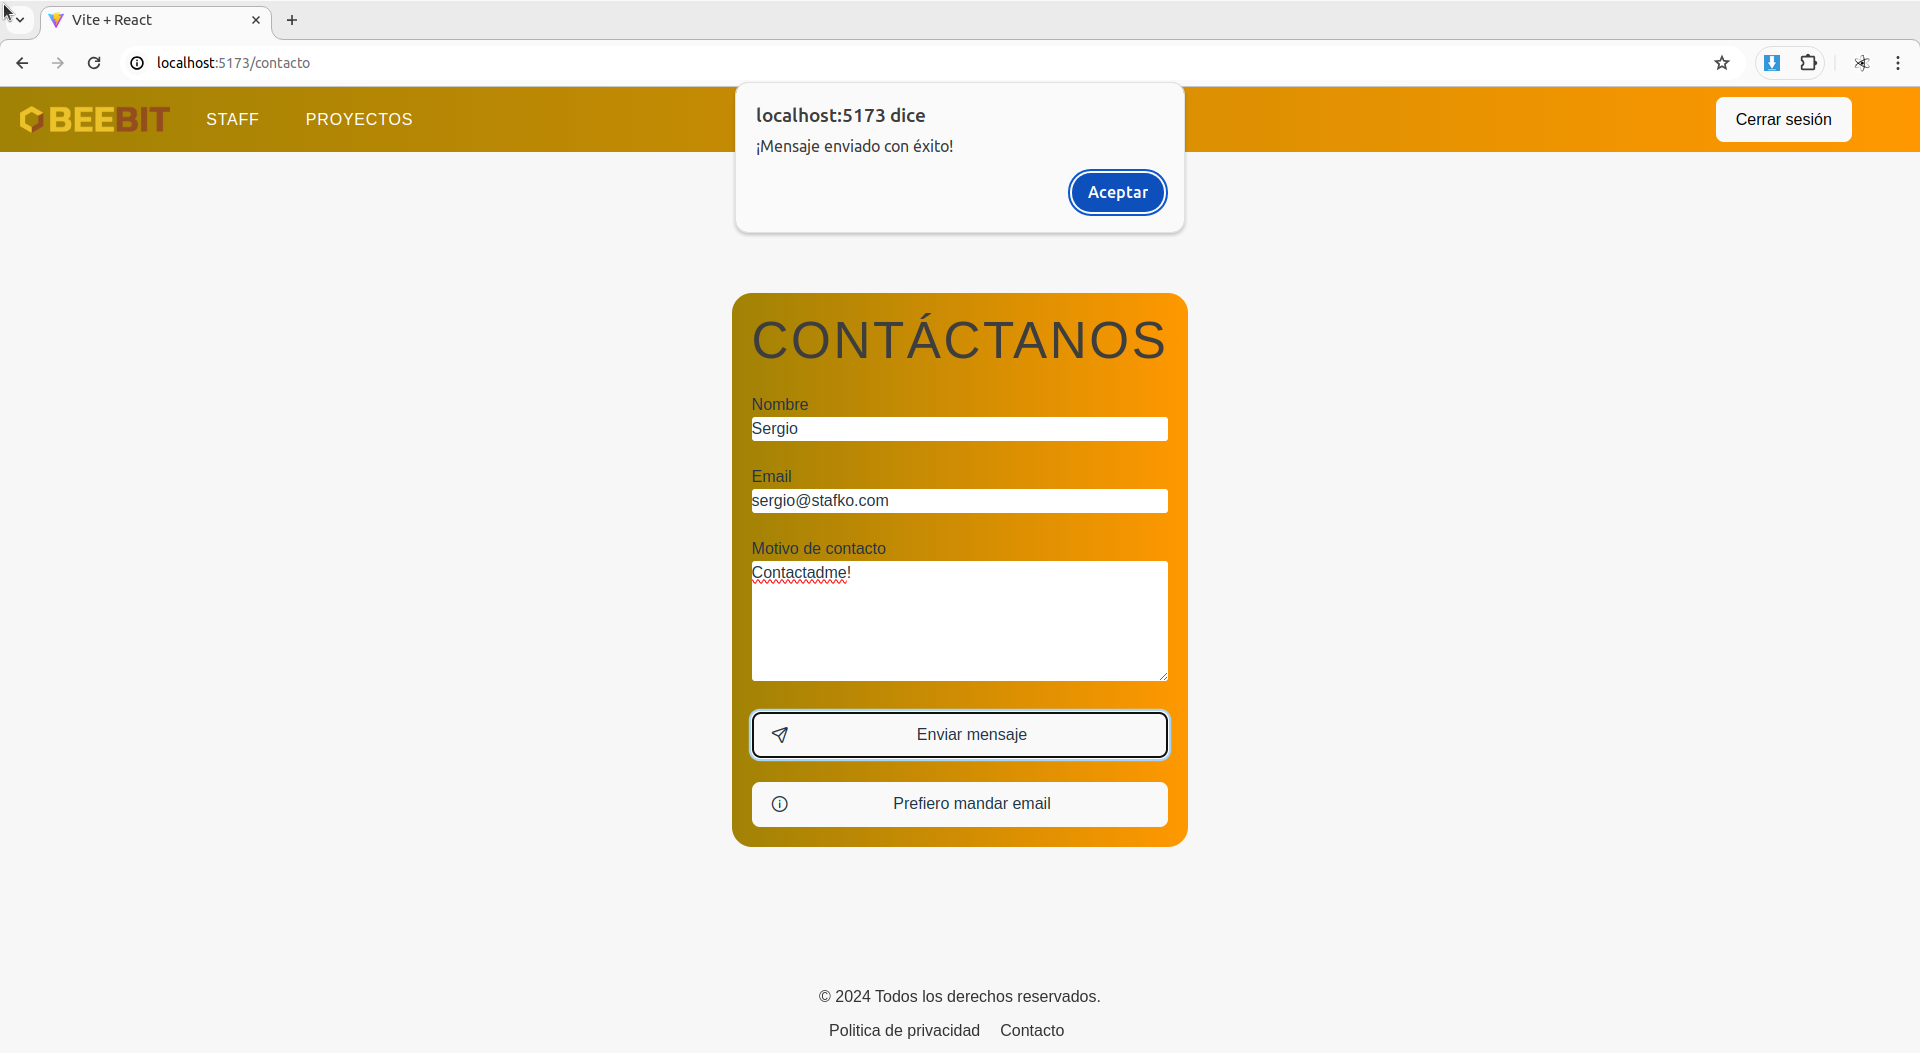 Vite + React
localhost:5173/contacto
BEEBIT
STAFF
PROYECTOS
Cerrar sesión
localhost:5173 dice
¡Mensaje enviado con éxito!
Aceptar
CONTÁCTANOS
Nombre
Sergio
Email
sergio@stafko.com
Motivo de contacto
Contactadme!
Enviar mensaje
Prefiero mandar email
© 2024 Todos los derechos reservados.
Politica de privacidad Contacto